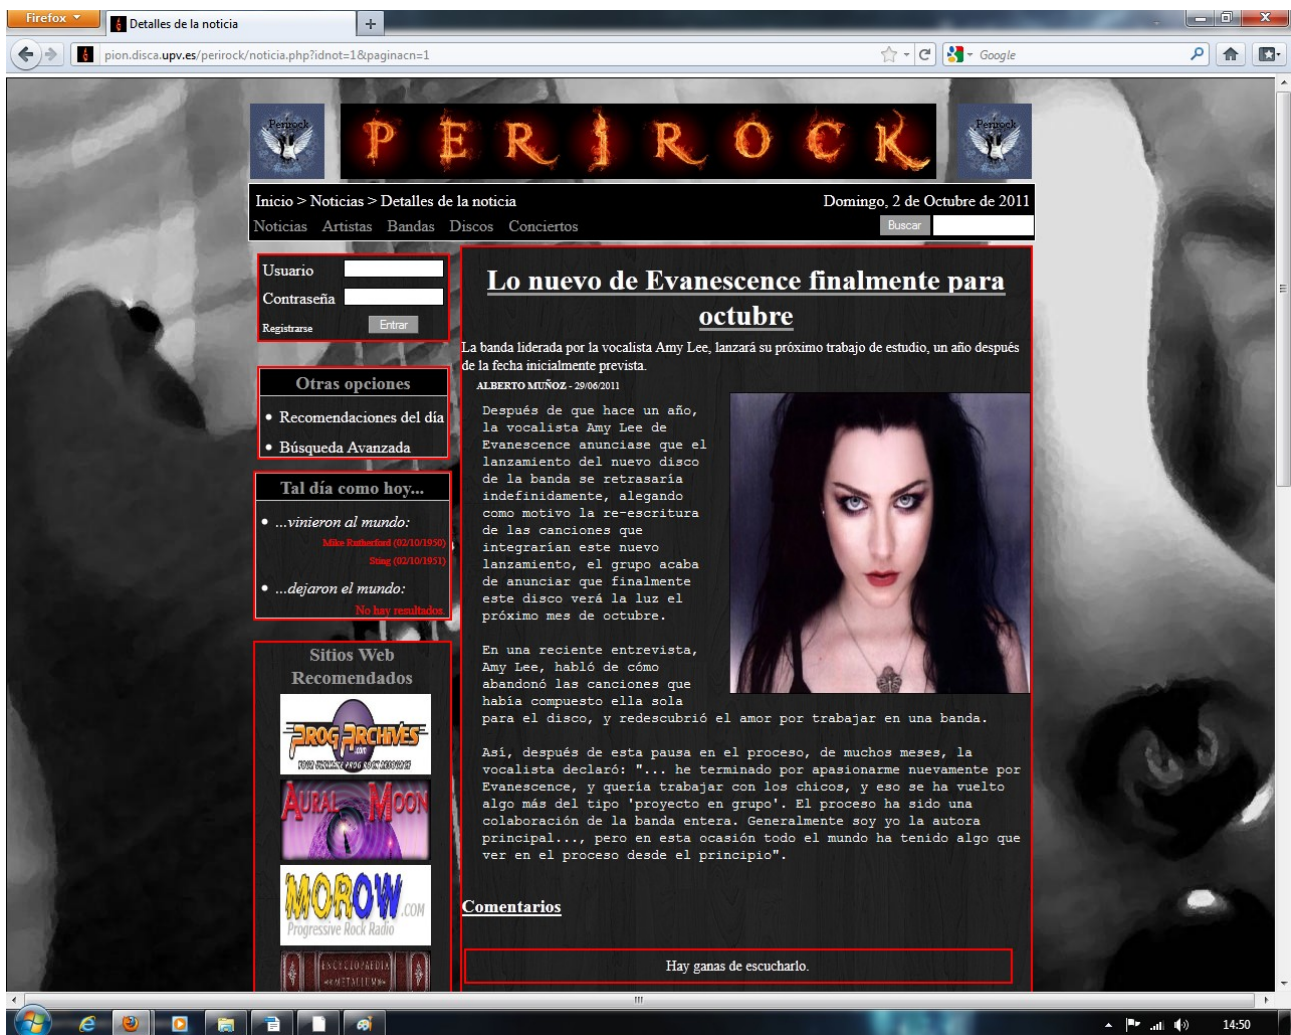 Firefox
Detalles de la noticia
pion.disca.upv.es/perirock/noticia.php?idnot=1&paginacn=1
Google
Perirock
PERIROCK
Perirock
Inicio > Noticias > Detalles de la noticia
Domingo, 2 de Octubre de 2011
Noticias Artistas Bandas Discos Conciertos
Buscar
Usuario
Contraseña
Registrarse
Entrar
Otras opciones
• Recomendaciones del día
• Búsqueda Avanzada
Tal día como hoy...
• ...vinieron al mundo:
Mike Rutherford (02/10/1950)
Sting (02/10/1951)
• ...dejaron el mundo:
No hay resultados.
Sitios Web
Recomendados
PROG ARCHIVES
.com
YOUR ULTIMATE PROG ROCK RESOURCE
AURAL MOON
MOROW.COM
Progressive Rock Radio
ENCYCLOPAEDIA
METALLUM
Lo nuevo de Evanescence finalmente para
octubre
La banda liderada por la vocalista Amy Lee, lanzará su próximo trabajo de estudio, un año después
de la fecha inicialmente prevista.
ALBERTO MUÑOZ - 29/06/2011
Después de que hace un año,
la vocalista Amy Lee de
Evanescence anunciase que el
lanzamiento del nuevo disco
de la banda se retrasaría
indefinidamente, alegando
como motivo la re-escritura
de las canciones que
integrarían este nuevo
lanzamiento, el grupo acaba
de anunciar que finalmente
este disco verá la luz el
próximo mes de octubre.
En una reciente entrevista,
Amy Lee, habló de cómo
abandonó las canciones que
había compuesto ella sola
para el disco, y redescubrió el amor por trabajar en una banda.
Así, después de esta pausa en el proceso, de muchos meses, la
vocalista declaró: "... he terminado por apasionarme nuevamente por
Evanescence, y quería trabajar con los chicos, y eso se ha vuelto
algo más del tipo 'proyecto en grupo'. El proceso ha sido una
colaboración de la banda entera. Generalmente soy yo la autora
principal..., pero en esta ocasión todo el mundo ha tenido algo que
ver en el proceso desde el principio".
Comentarios
Hay ganas de escucharlo.
14:50